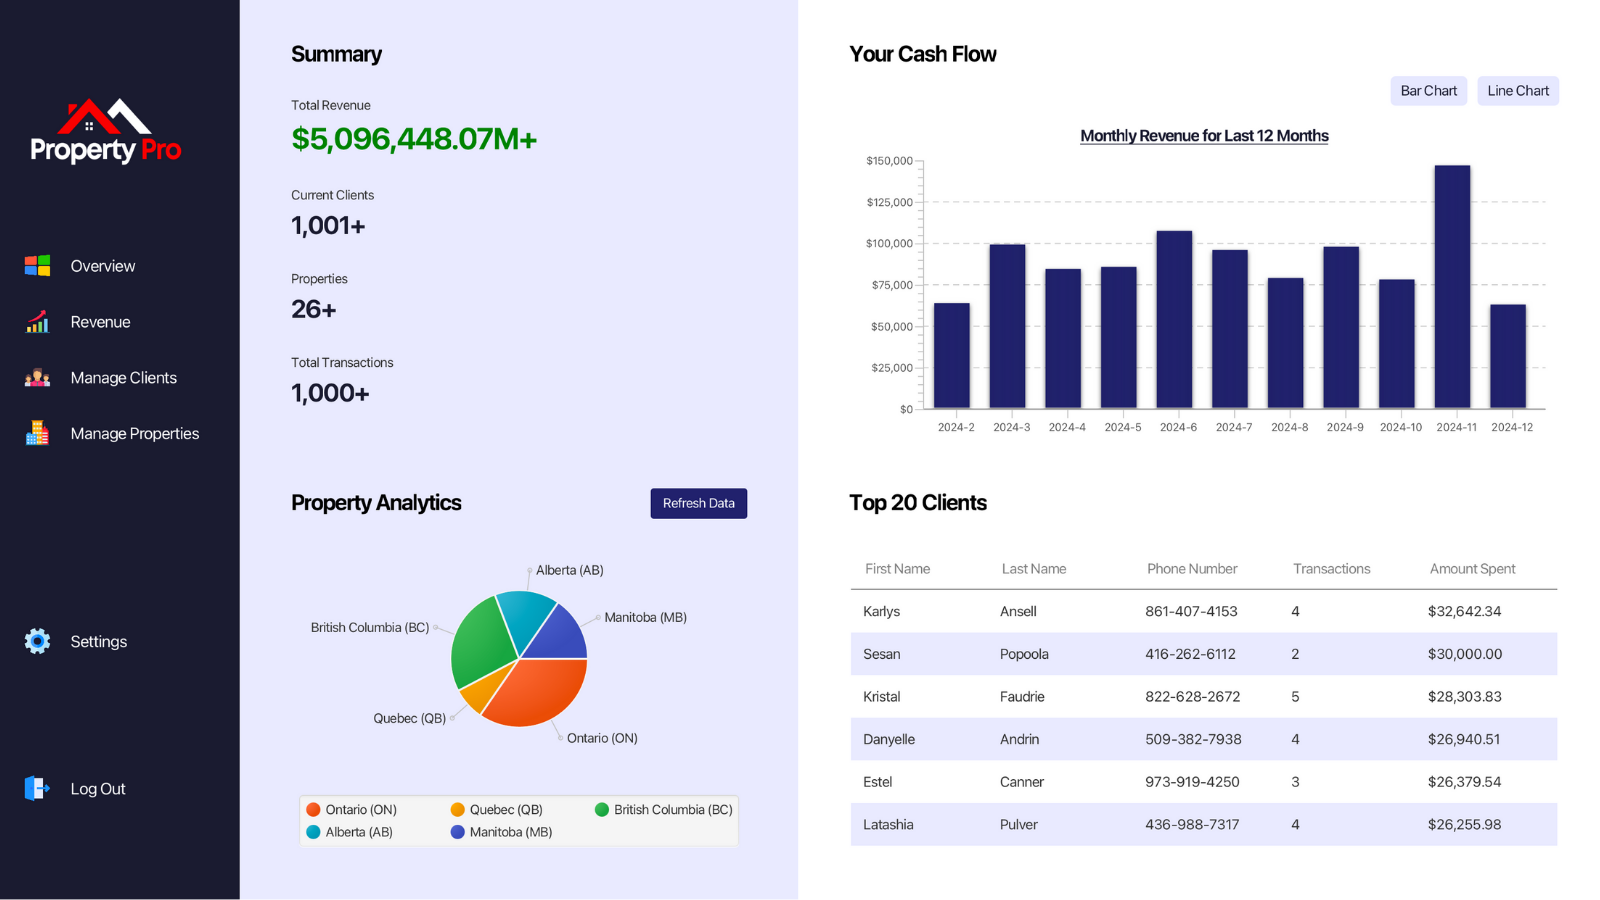 Property Pro
Overview
Revenue
Manage Clients
Manage Properties
Settings
Log Out
Summary
Total Revenue
$5,096,448.07M+
Current Clients
1,001+
Properties
26+
Total Transactions
1,000+
Property Analytics
Refresh Data
Alberta (AB)
Manitoba (MB)
British Columbia (BC)
Quebec (QB)
Ontario (ON)
Ontario (ON) Quebec (QB) British Columbia (BC)
Alberta (AB) Manitoba (MB)
Your Cash Flow
Bar Chart Line Chart
Monthly Revenue for Last 12 Months
$150,000
$125,000
$100,000
$75,000
$50,000
$25,000
$0
2024-2 2024-3 2024-4 2024-5 2024-6 2024-7 2024-8 2024-9 2024-10 2024-11 2024-12
Top 20 Clients
First Name Last Name Phone Number Transactions Amount Spent
Karlys Ansell 861-407-4153 4 $32,642.34
Sesan Popoola 416-262-6112 2 $30,000.00
Kristal Faudrie 822-628-2672 5 $28,303.83
Danyelle Andrin 509-382-7938 4 $26,940.51
Estel Canner 973-919-4250 3 $26,379.54
Latashia Pulver 436-988-7317 4 $26,255.98